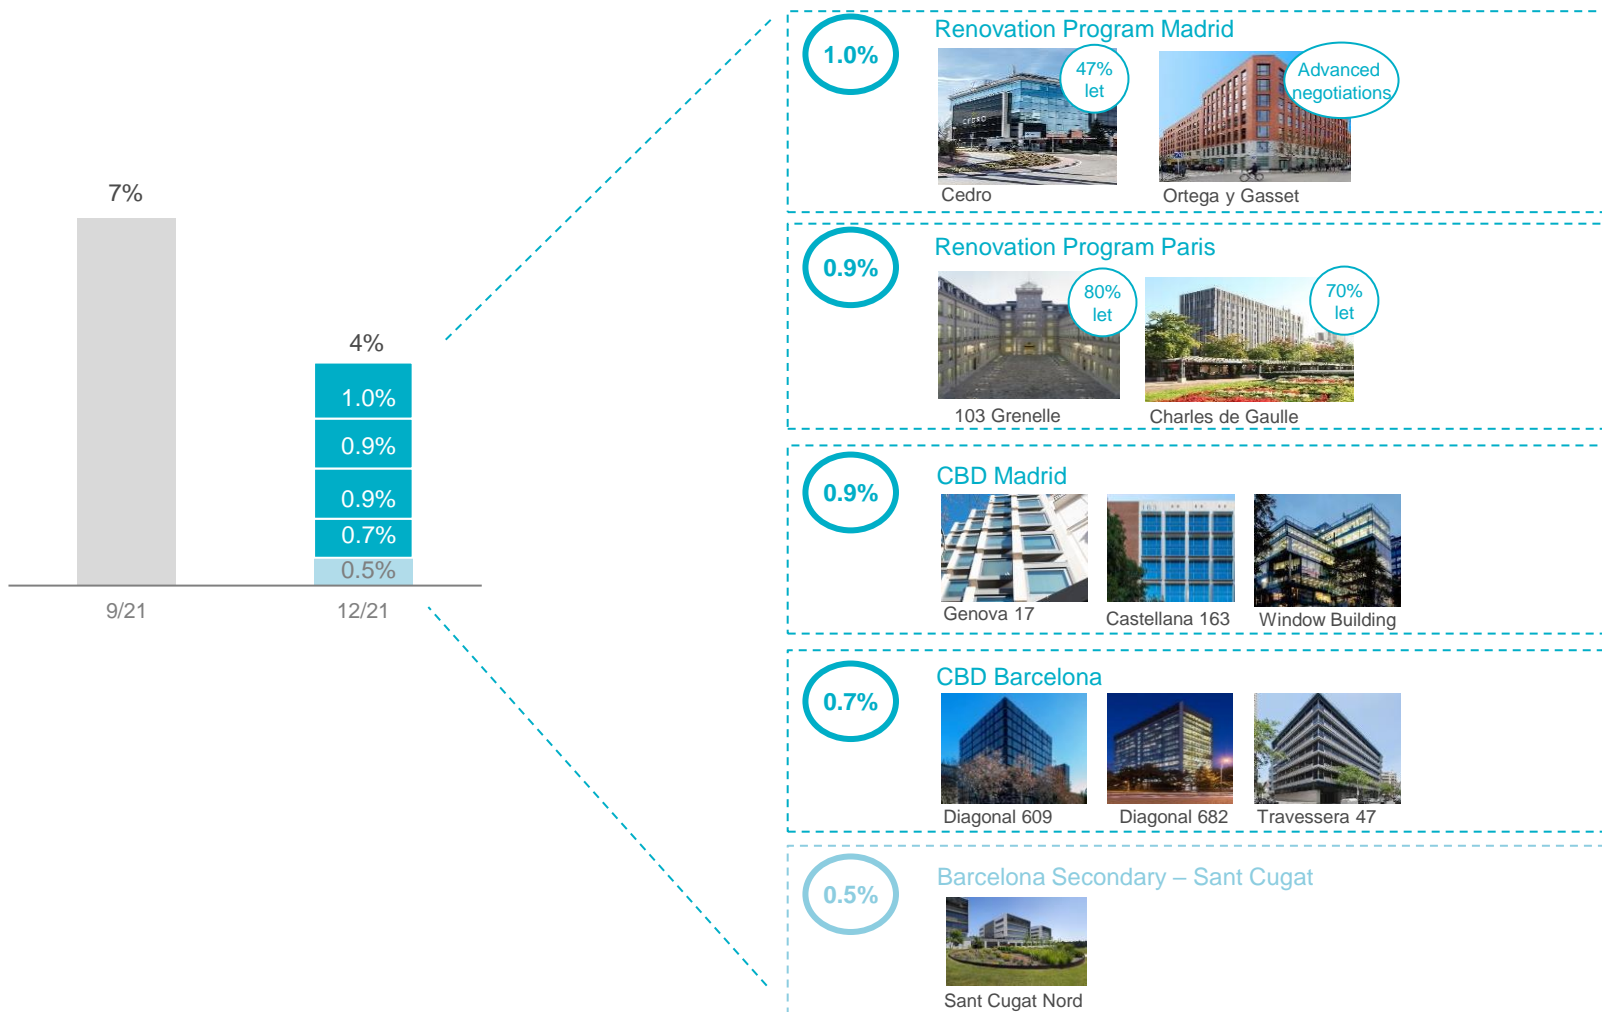 7%
9/21
4%
1.0%
0.9%
0.9%
0.7%
0.5%
12/21
1.0%
Renovation Program Madrid
47%
let
Advanced
negotiations
CEDRO
Cedro
Ortega y Gasset
0.9%
Renovation Program Paris
80%
let
70%
let
103 Grenelle
Charles de Gaulle
0.9%
CBD Madrid
163
Genova 17
Castellana 163
Window Building
0.7%
CBD Barcelona
Diagonal 609
Diagonal 682
Travessera 47
0.5%
Barcelona Secondary – Sant Cugat
Sant Cugat Nord